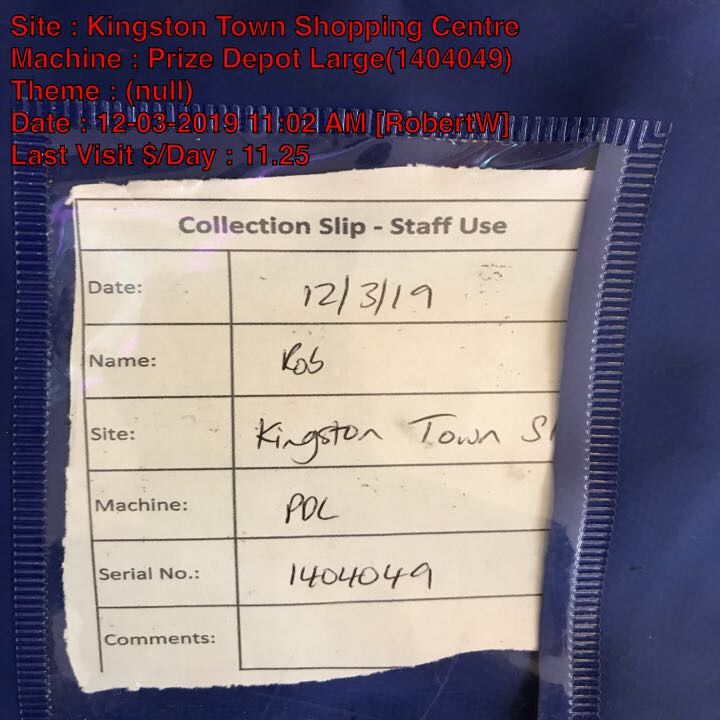 Site : Kingston Town Shopping Centre
Machine : Prize Depot Large(1404049)
Theme : (null)
Date : 12-03-2019 11:02 AM [RobertW]
Last Visit $/Day : 11.25
Collection Slip - Staff Use
Date: 12/3/19
Name: Rob
Site: Kingston Town S
Machine: PDL
Serial No.: 1404049
Comments: